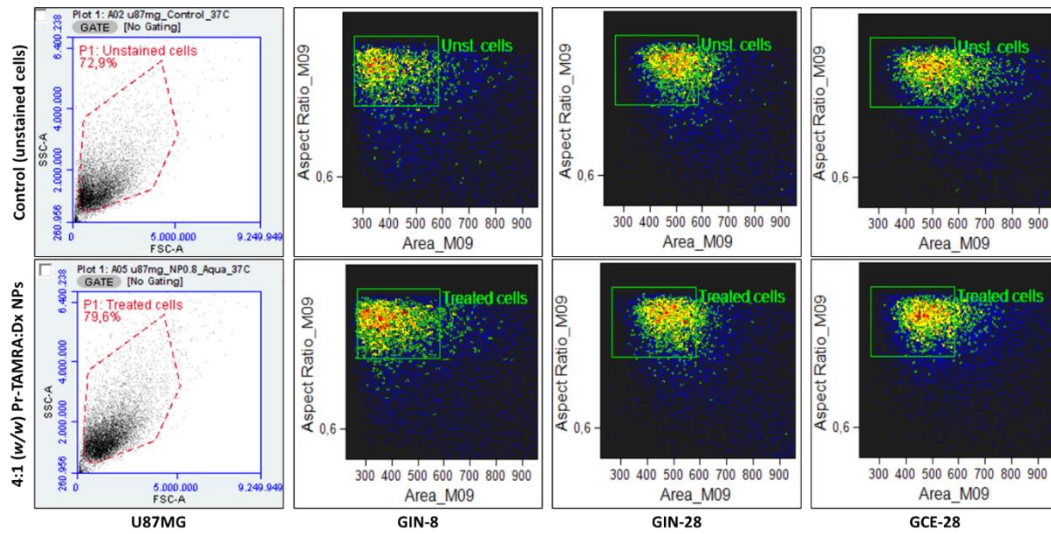 Control (unstained cells)
Plot 1: A02 u87mg_Control_37C
GATE [No Gating]
P1: Unstained cells
72,9%
6.400.238
4.000.000
2.000.000
260.956
SSC-A
0 5.000.000 9.249.949
FSC-A
Unst. cells
Aspect Ratio_M09
0,6
300 400 500 600 700 800 900
Area_M09
Unst. cells
Aspect Ratio_M09
0,6
300 400 500 600 700 800 900
Area_M09
Unst. cells
Aspect Ratio_M09
0,6
300 400 500 600 700 800 900
Area_M09
4:1 (w/w) Pr-TAMRA:Dx NPs
Plot 1: A05 u87mg_NP0.8_Aqua_37C
GATE [No Gating]
P1: Treated cells
79,6%
6.400.238
4.000.000
2.000.000
260.956
SSC-A
0 5.000.000 9.249.949
FSC-A
Treated cells
Aspect Ratio_M09
0,6
300 400 500 600 700 800 900
Area_M09
Treated cells
Aspect Ratio_M09
0,6
300 400 500 600 700 800 900
Area_M09
Treated cells
Aspect Ratio_M09
0,6
300 400 500 600 700 800 900
Area_M09
U87MG
GIN-8
GIN-28
GCE-28